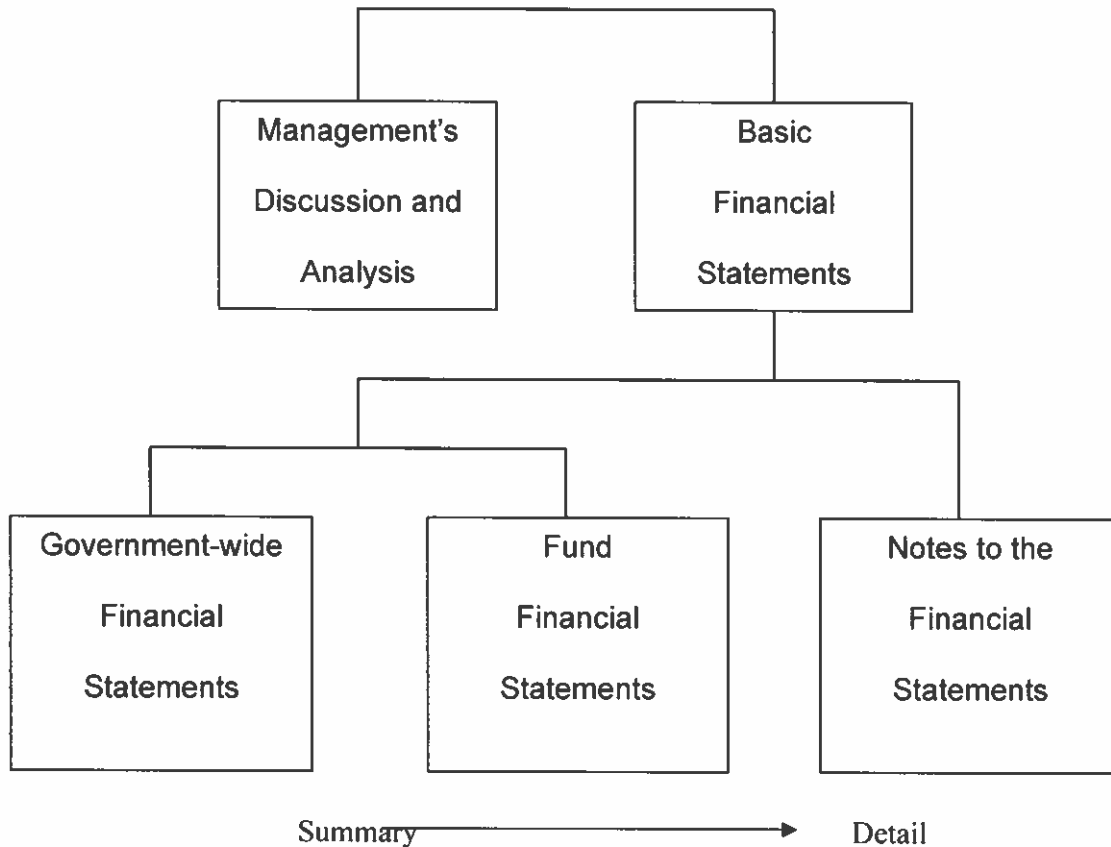 Management's
Discussion and
Analysis
Basic
Financial
Statements
Government-wide
Financial
Statements
Fund
Financial
Statements
Notes to the
Financial
Statements
Summary
Detail